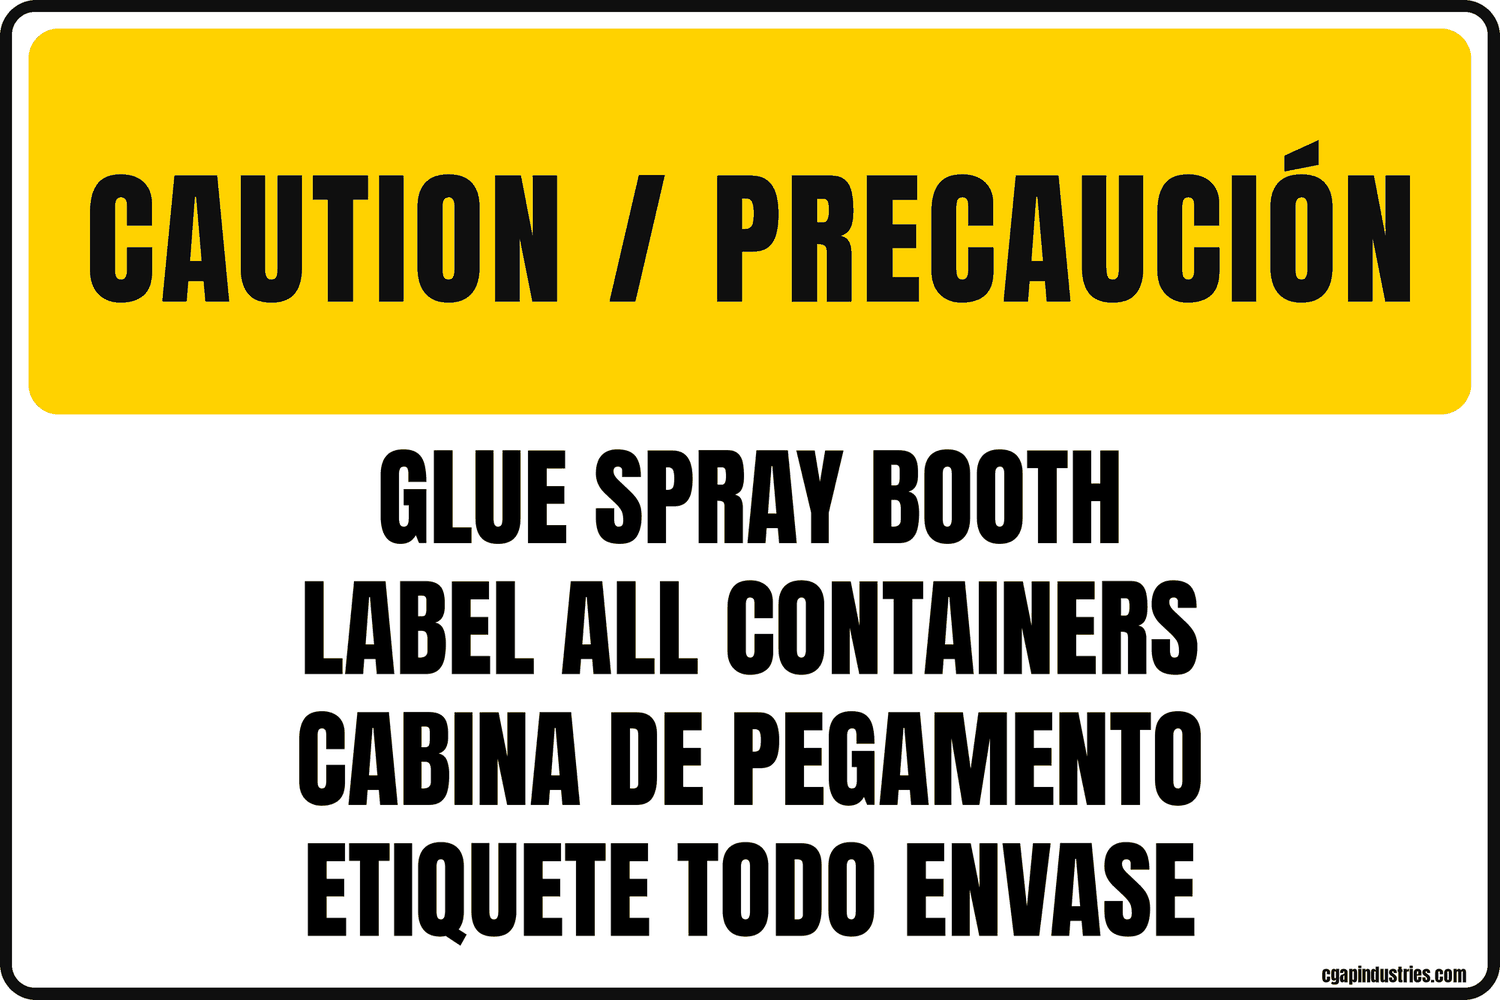 CAUTION / PRECAUCIÓN
GLUE SPRAY BOOTH
LABEL ALL CONTAINERS
CABINA DE PEGAMENTO
ETIQUETE TODO ENVASE
cgapindustries.com